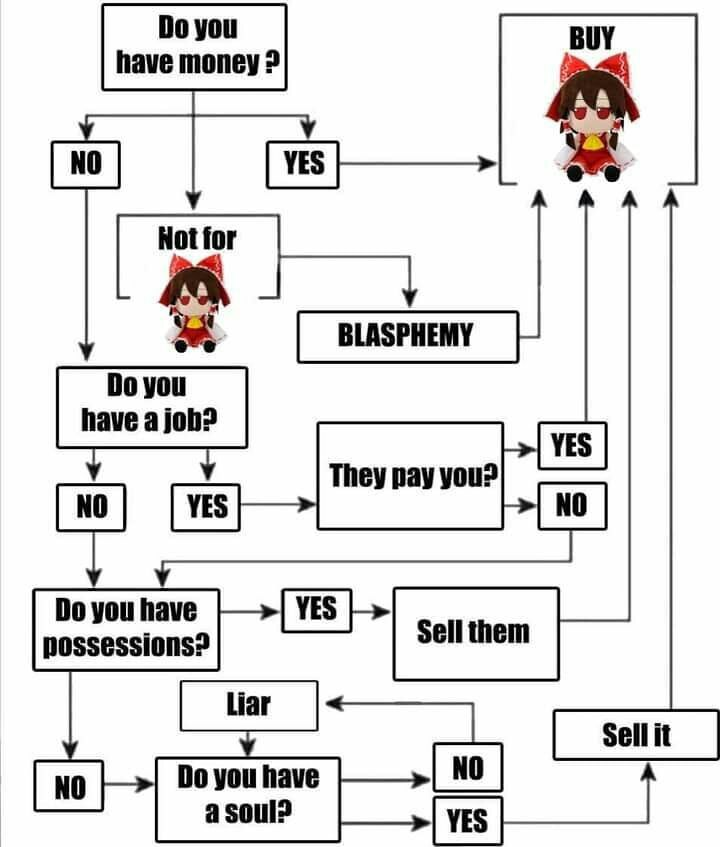 Do you
have money?
BUY
NO
YES
Not for
BLASPHEMY
Do you
have a job?
They pay you?
YES
NO
NO
YES
Do you have
possessions?
YES
Sell them
Liar
Sell it
NO
Do you have
a soul?
NO
YES